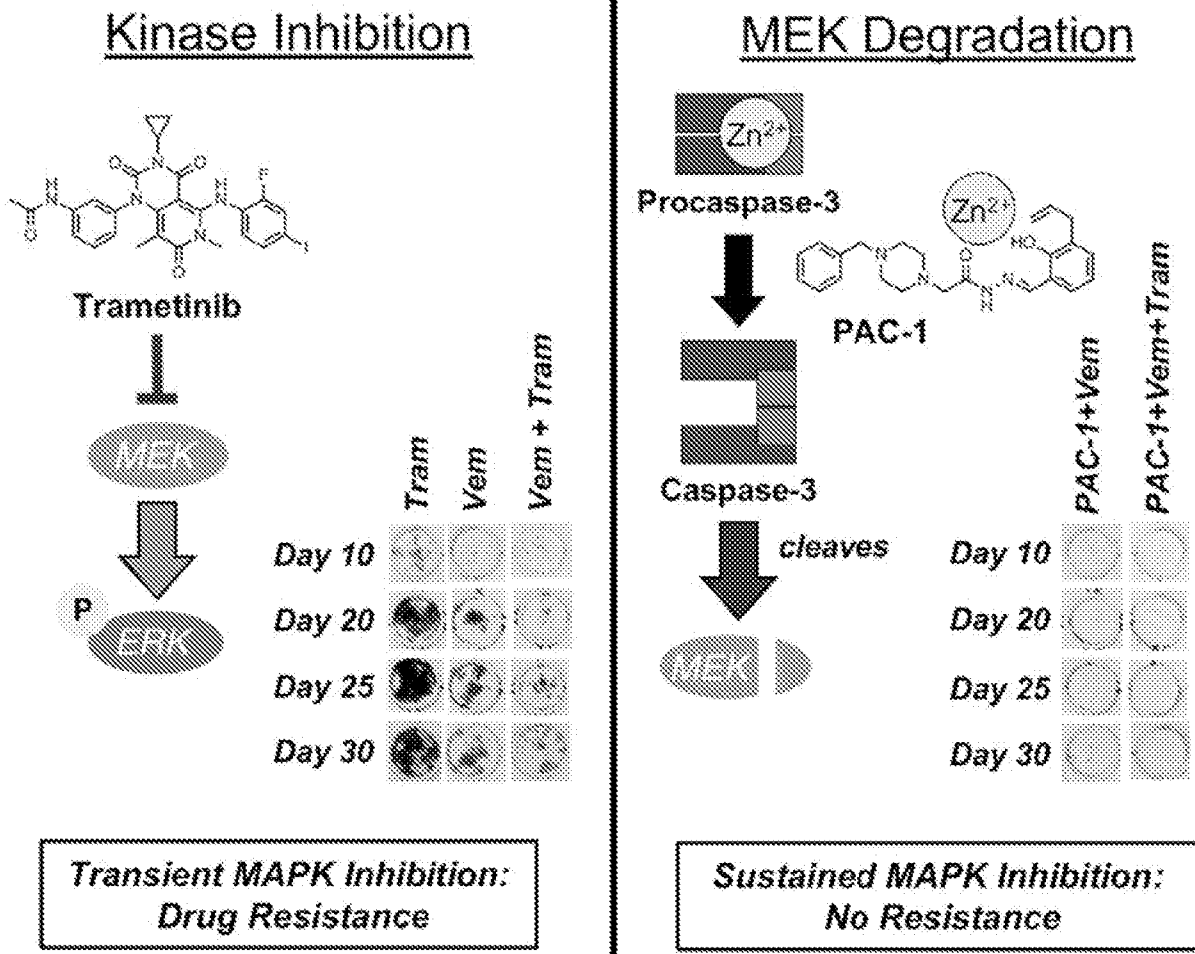 Kinase Inhibition
Trametinib
MEK
P
ERK
Tram
Vem
Vem + Tram
Day 10
Day 20
Day 25
Day 30
Transient MAPK Inhibition:
Drug Resistance
MEK Degradation
Zn2+
Procaspase-3
Zn2+
PAC-1
Caspase-3
cleaves
MEK
PAC-1+Vem
PAC-1+Vem+Tram
Day 10
Day 20
Day 25
Day 30
Sustained MAPK Inhibition:
No Resistance